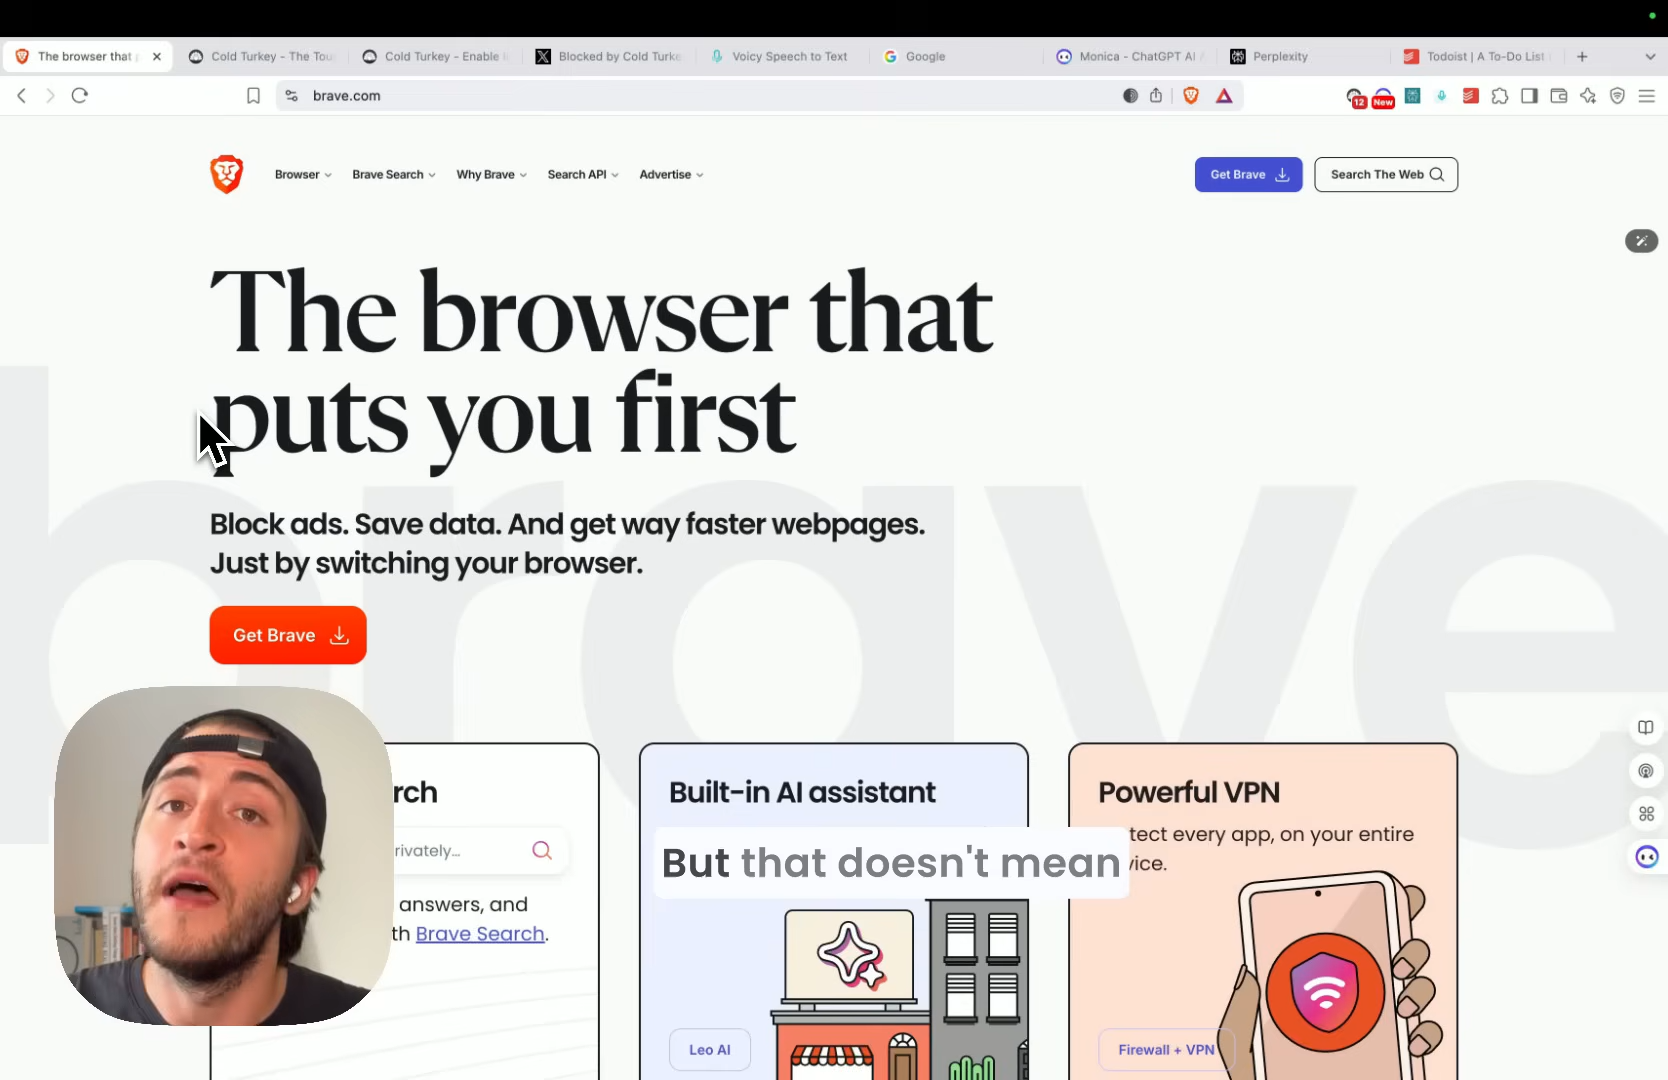 The browser that
Cold Turkey - The Tou
Cold Turkey - Enable
Blocked by Cold Turke
Voicy Speech to Text
Google
Monica - ChatGPT AI
Perplexity
Todoist | A To-Do List
brave.com
12
New
Browser
Brave Search
Why Brave
Search API
Advertise
Get Brave
Search The Web
The browser that
puts you first
Block ads. Save data. And get way faster webpages.
Just by switching your browser.
Get Brave
rch
rivately...
answers, and
th Brave Search.
Built-in AI assistant
Leo AI
Powerful VPN
tect every app, on your entire
vice.
Firewall + VPN
But that doesn't mean
brave